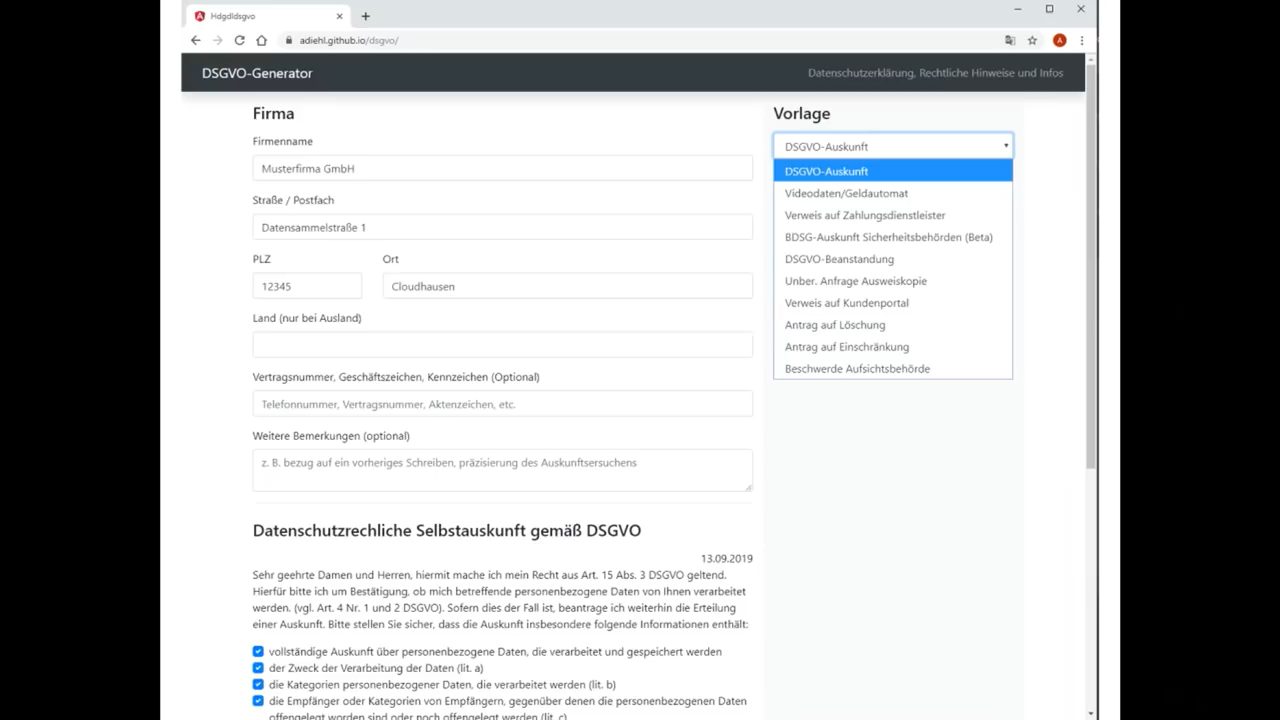 Hdgdldsgvo
adiehl.github.io/dsgvo/
A
DSGVO-Generator
Datenschutzerklärung, Rechtliche Hinweise und Infos
Firma
Firmenname
Musterfirma GmbH
Straße / Postfach
Datensammelstraße 1
PLZ
Ort
12345
Cloudhausen
Land (nur bei Ausland)
Vertragsnummer, Geschäftszeichen, Kennzeichen (Optional)
Telefonnummer, Vertragsnummer, Aktenzeichen, etc.
Weitere Bemerkungen (optional)
z. B. bezug auf ein vorheriges Schreiben, präzisierung des Auskunftsersuchens
Datenschutzrechtliche Selbstauskunft gemäß DSGVO
13.09.2019
Sehr geehrte Damen und Herren, hiermit mache ich mein Recht aus Art. 15 Abs. 3 DSGVO geltend.
Hierfür bitte ich um Bestätigung, ob mich betreffende personenbezogene Daten von Ihnen verarbeitet
werden. (vgl. Art. 4 Nr. 1 und 2 DSGVO). Sofern dies der Fall ist, beantrage ich weiterhin die Erteilung
einer Auskunft. Bitte stellen Sie sicher, dass die Auskunft insbesondere folgende Informationen enthält:
vollständige Auskunft über personenbezogene Daten, die verarbeitet und gespeichert werden
der Zweck der Verarbeitung der Daten (lit. a)
die Kategorien personenbezogener Daten, die verarbeitet werden (lit. b)
die Empfänger oder Kategorien von Empfängern, gegenüber denen die personenbezogenen Daten
offengelegt worden sind oder noch offengelegt werden (lit. c)
Vorlage
DSGVO-Auskunft
DSGVO-Auskunft
Videodaten/Geldautomat
Verweis auf Zahlungsdienstleister
BDSG-Auskunft Sicherheitsbehörden (Beta)
DSGVO-Beanstandung
Unber. Anfrage Ausweiskopie
Verweis auf Kundenportal
Antrag auf Löschung
Antrag auf Einschränkung
Beschwerde Aufsichtsbehörde